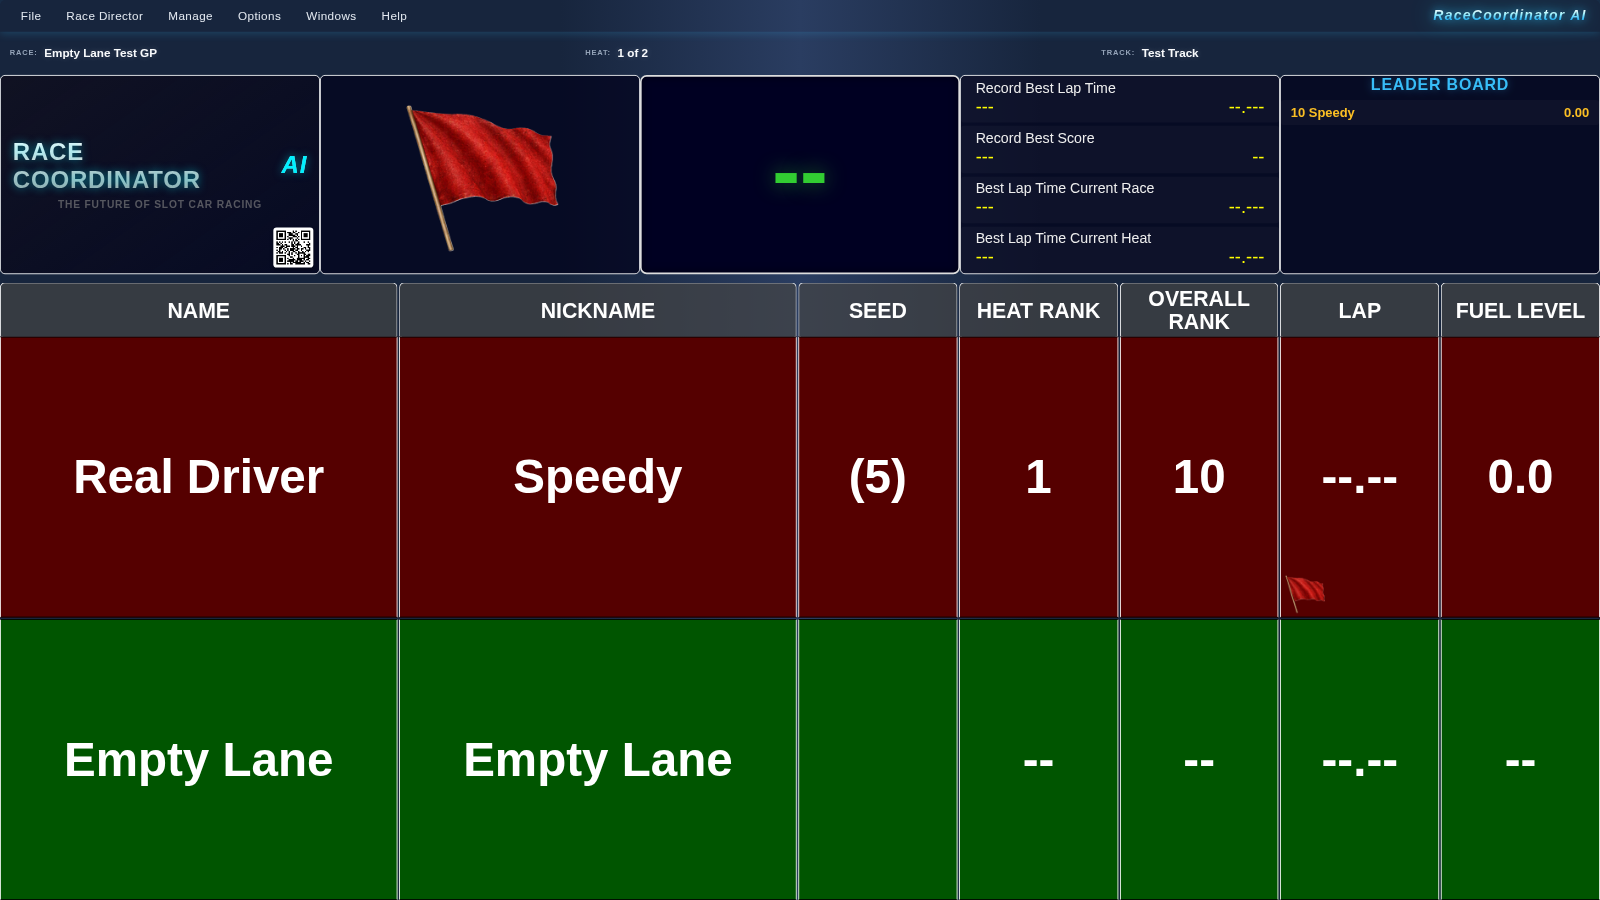 File Race Director Manage Options Windows Help RaceCoordinator AI
RACE: Empty Lane Test GP HEAT: 1 of 2 TRACK: Test Track
RACE
COORDINATOR
AI
THE FUTURE OF SLOT CAR RACING
--
Record Best Lap Time
--- --.---
Record Best Score
--- --
Best Lap Time Current Race
--- --.---
Best Lap Time Current Heat
--- --.---
LEADER BOARD
10 Speedy 0.00
NAME NICKNAME SEED HEAT RANK OVERALL RANK LAP FUEL LEVEL
Real Driver Speedy (5) 1 10 --.-- 0.0
Empty Lane Empty Lane -- -- --.-- --